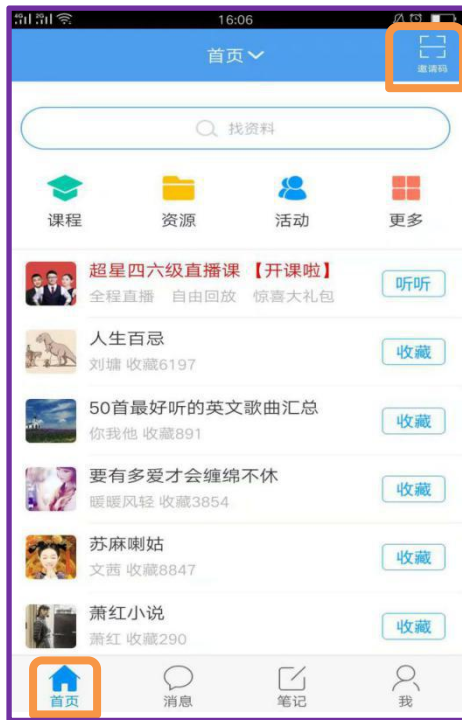 16:06
首页
邀请码
找资料
课程 资源 活动 更多
超星四六级直播课 【开课啦】
听听
全程直播 自由回放 惊喜大礼包
人生百忌
收藏
刘墉 收藏6197
50首最好听的英文歌曲汇总
收藏
你我他 收藏891
要有多爱才会缠绵不休
收藏
暖暖风轻 收藏3854
苏麻喇姑
收藏
文茜 收藏8847
萧红小说
收藏
萧红 收藏290
首页 消息 笔记 我